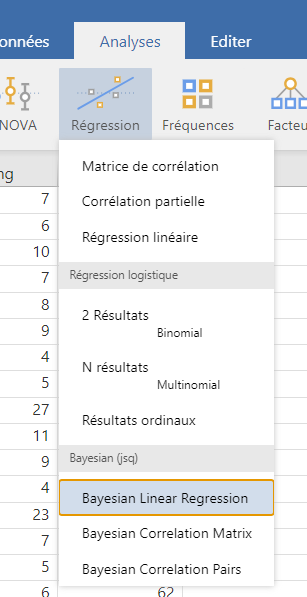 onnées Analyses Editer
NOVA Régression Fréquences Facteu
ng
Matrice de corrélation
Corrélation partielle
Régression linéaire
Régression logistique
2 Résultats
Binomial
N résultats
Multinomial
Résultats ordinaux
Bayesian (jsq)
Bayesian Linear Regression
Bayesian Correlation Matrix
Bayesian Correlation Pairs
7
6
10
7
8
9
4
5
27
11
9
4
23
7
5
6 62